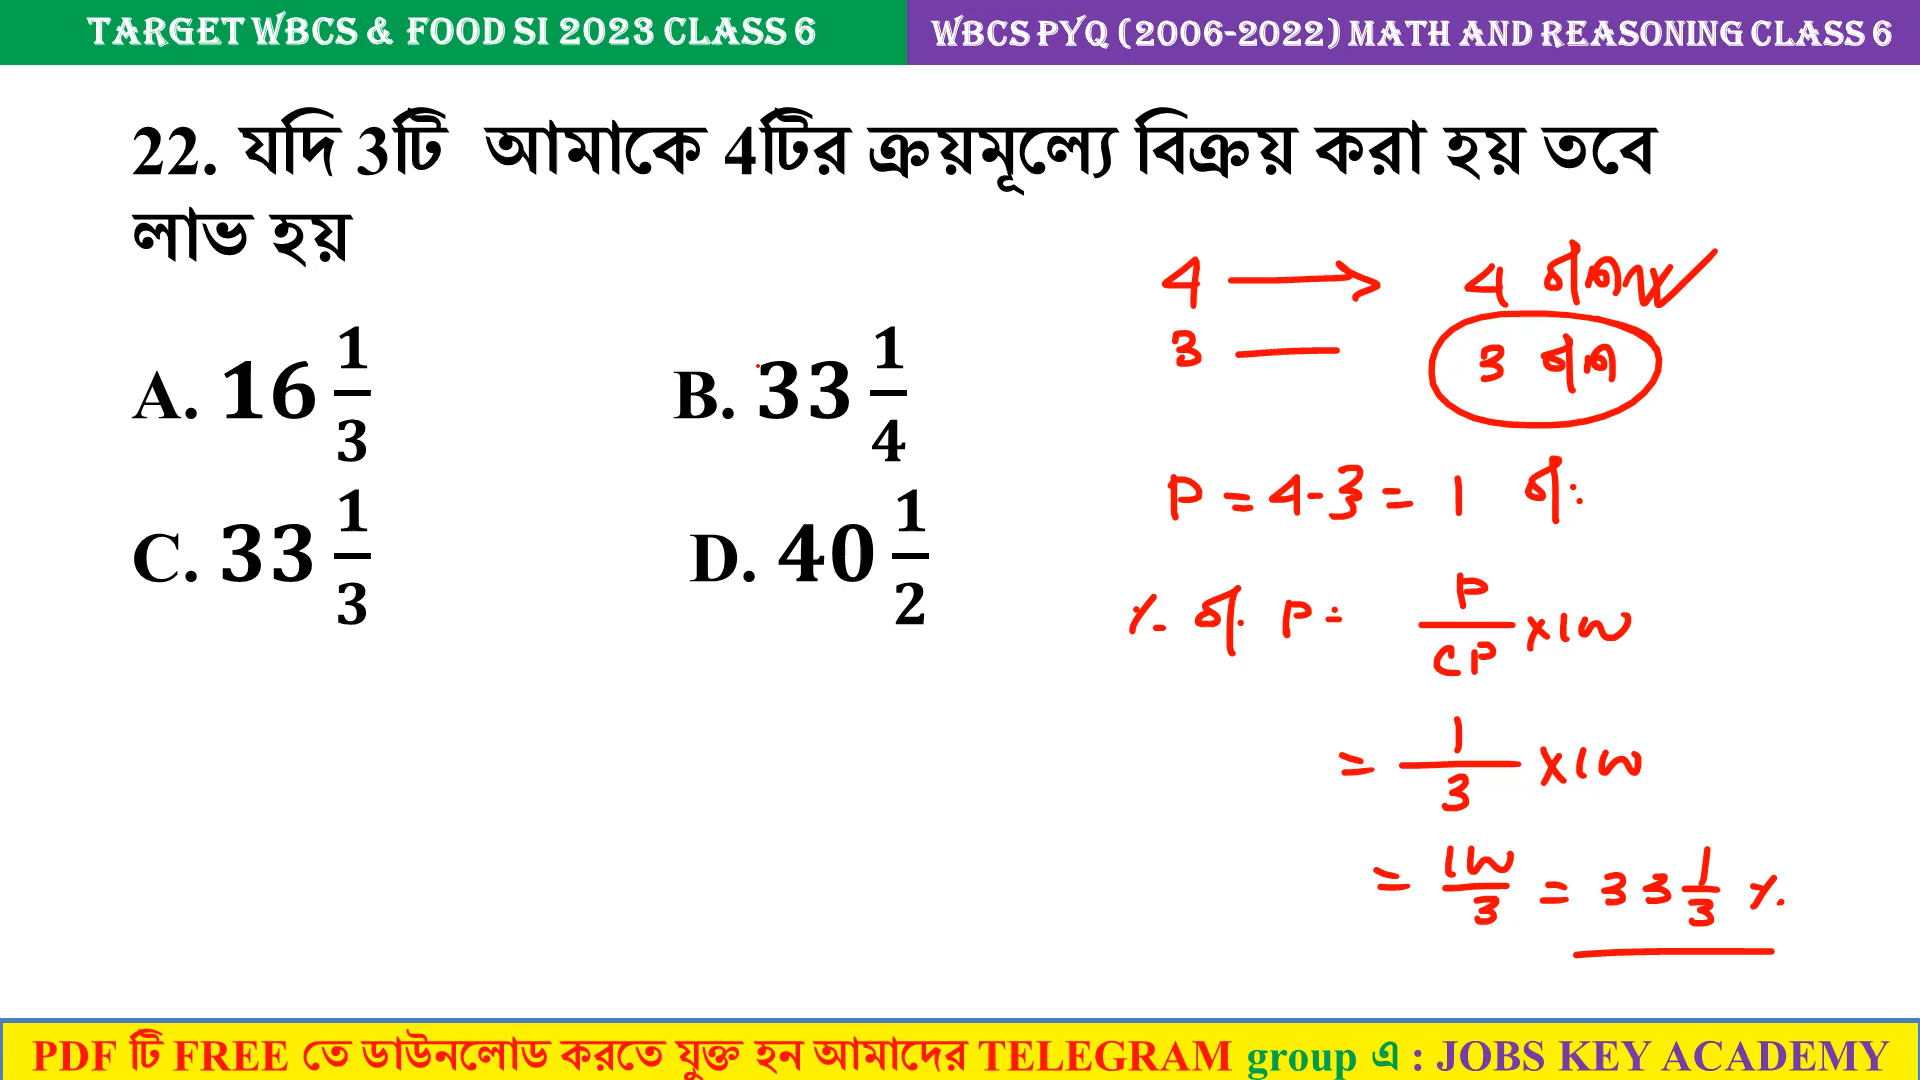 TARGET WBCS & FOOD SI 2023 CLASS 6
WBCS PYQ (2006-2022) MATH AND REASONING CLASS 6
22. যদি 3টি আমাকে 4টির ক্রয়মূল্যে বিক্রয় করা হয় তবে
লাভ হয়
A. 16 1/3
B. 33 1/4
C. 33 1/3
D. 40 1/2
4 → 4
3 — 3
P = 4-3 = 1
% P = P/CP ×100
= 1/3 ×100
= 100/3 = 33 1/3 %
PDF টি FREE তে ডাউনলোড করতে যুক্ত হন আমাদের TELEGRAM group এ : JOBS KEY ACADEMY